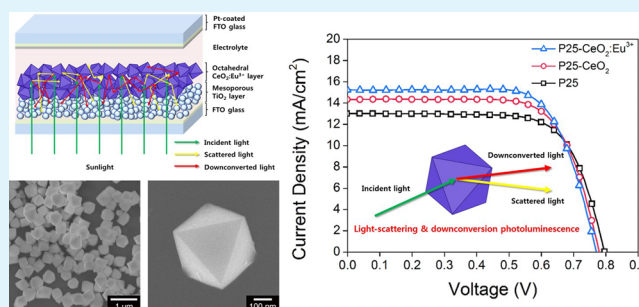 Pt-coated
FTO glass
Electrolyte
Octahedral
CeO₂:Eu³⁺ layer
Mesoporous
TiO₂ layer
FTO glass
Sunlight
Incident light
Scattered light
Downconverted light
1 μm
100 nm
Current Density (mA/cm²)
20
18
16
14
12
10
8
6
4
2
0
P25-CeO₂:Eu³⁺
P25-CeO₂
P25
Downconverted light
Incident light
Scattered light
Light-scattering & downconversion photoluminescence
0.0 0.1 0.2 0.3 0.4 0.5 0.6 0.7 0.8 0.9
Voltage (V)